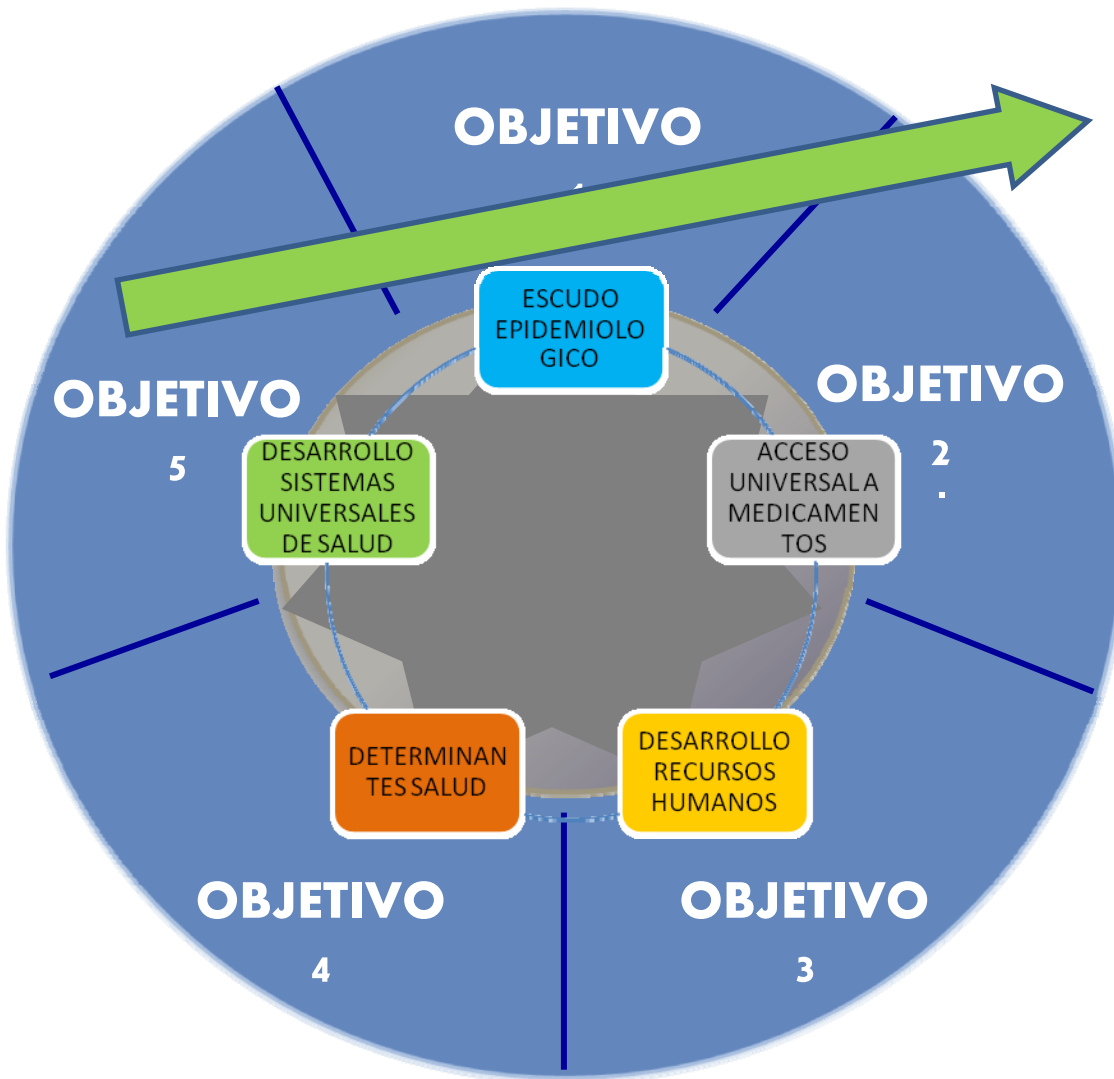 OBJETIVO
ESCUDO
EPIDEMIOLO
GICO
OBJETIVO
2
.
ACCESO
UNIVERSAL A
MEDICAMEN
TOS
OBJETIVO
5
DESARROLLO
SISTEMAS
UNIVERSALES
DE SALUD
DETERMINAN
TES SALUD
DESARROLLO
RECURSOS
HUMANOS
OBJETIVO
4
OBJETIVO
3